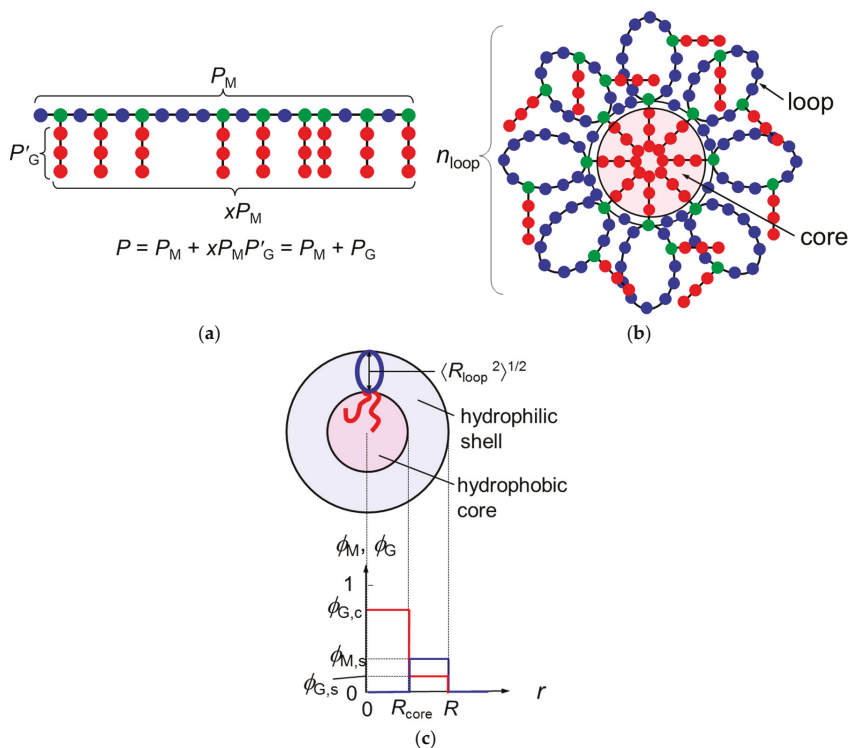 P_M
P'_G
xP_M
P = P_M + xP_MP'_G = P_M + P_G
(a)
n_loop
loop
core
(b)
⟨R_loop ²⟩^1/2
hydrophilic
shell
hydrophobic
core
ϕ_M, ϕ_G
1
ϕ_G,c
ϕ_M,s
ϕ_G,s
0
0
R_core
R
r
(c)